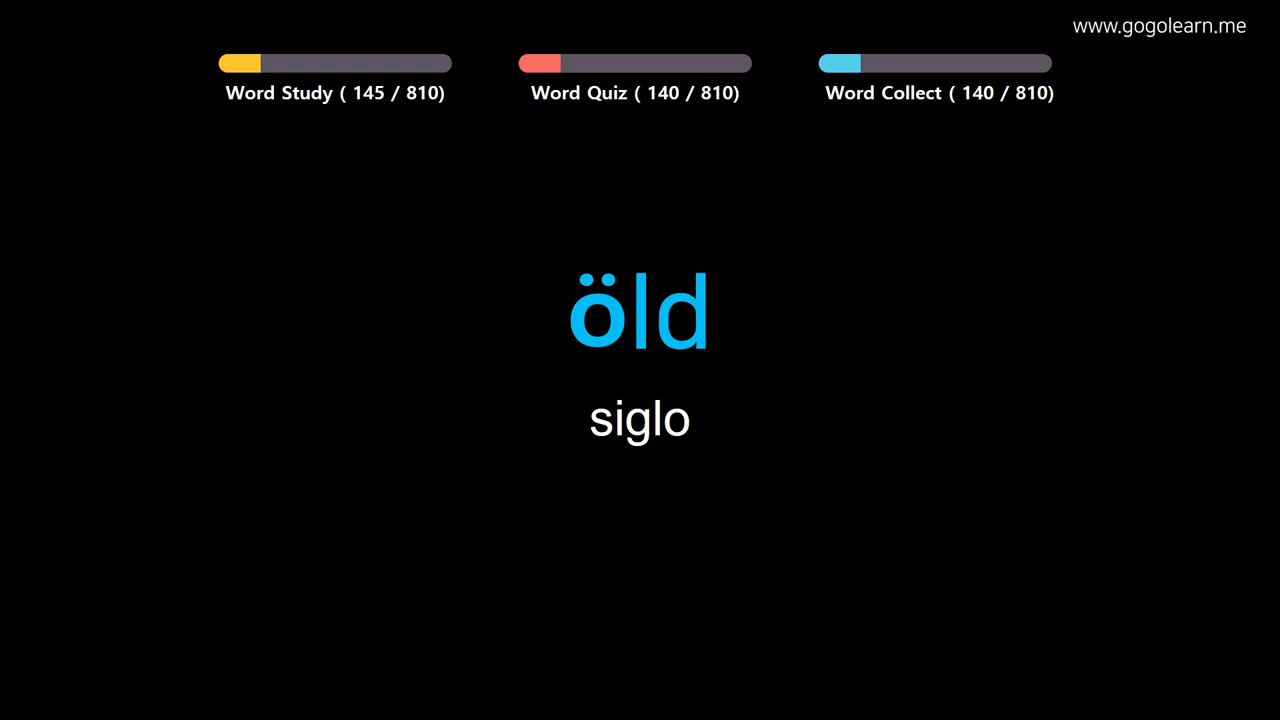 www.gogolearn.me
Word Study ( 145 / 810)
Word Quiz ( 140 / 810)
Word Collect ( 140 / 810)
öld
siglo